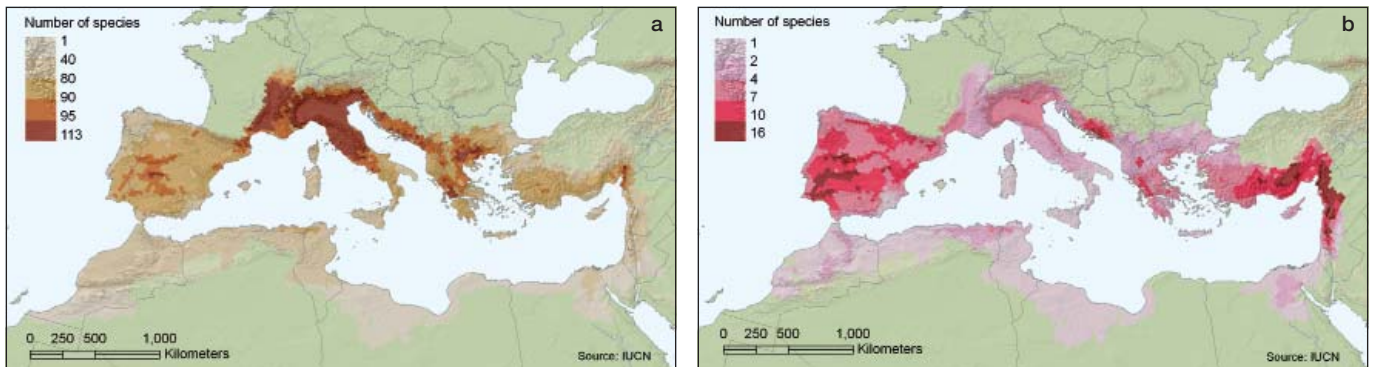 Number of species
a
1
40
80
90
95
113
0 250 500 1,000
Kilometers
Source: IUCN
Number of species
b
1
2
4
7
10
16
0 250 500 1,000
Kilometers
Source: IUCN